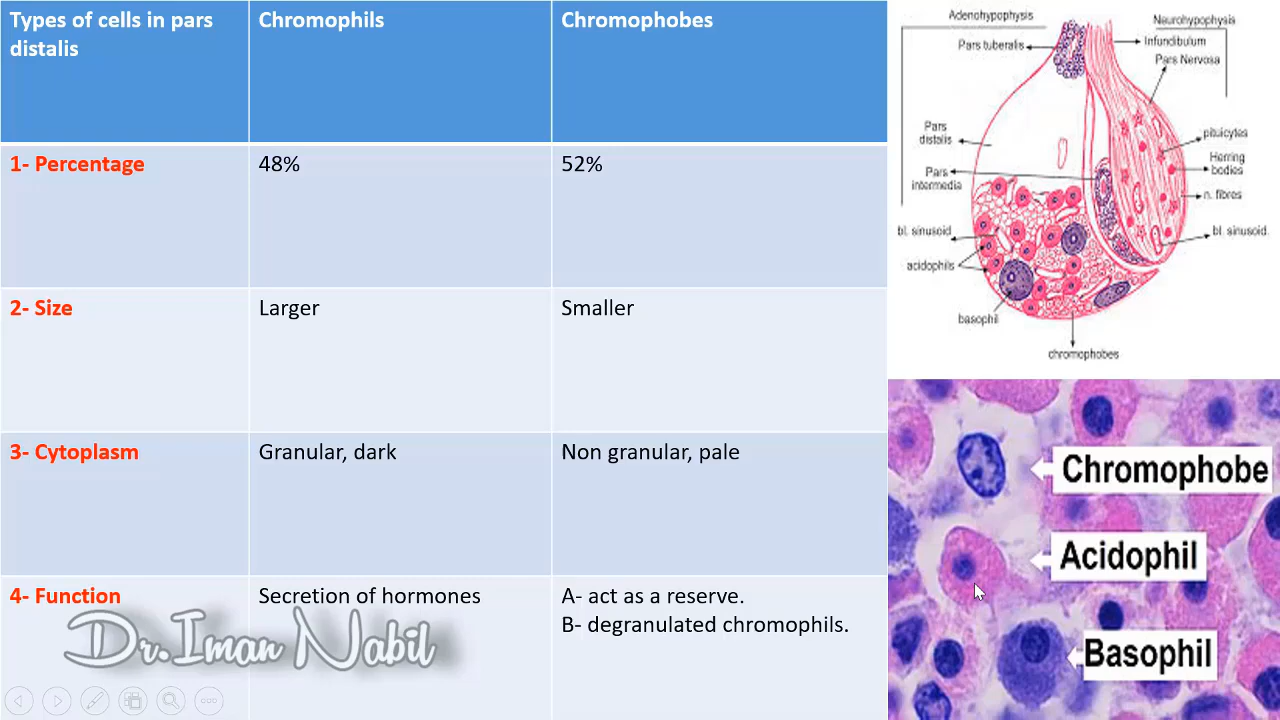 Types of cells in pars
distalis
Chromophils
Chromophobes
1- Percentage
48%
52%
2- Size
Larger
Smaller
3- Cytoplasm
Granular, dark
Non granular, pale
4- Function
Secretion of hormones
A- act as a reserve.
B- degranulated chromophils.
Dr.Iman Nabil
Adenohypophysis
Neurohypophysis
Pars tuberalis
Infundibulum
Pars Nervosa
Pars
distalis
pituicytes
Herring
bodies
Pars
intermedia
n. fibres
bl. sinusoid
bl. sinusoid
acidophils
basophil
chromophobes
Chromophobe
Acidophil
Basophil